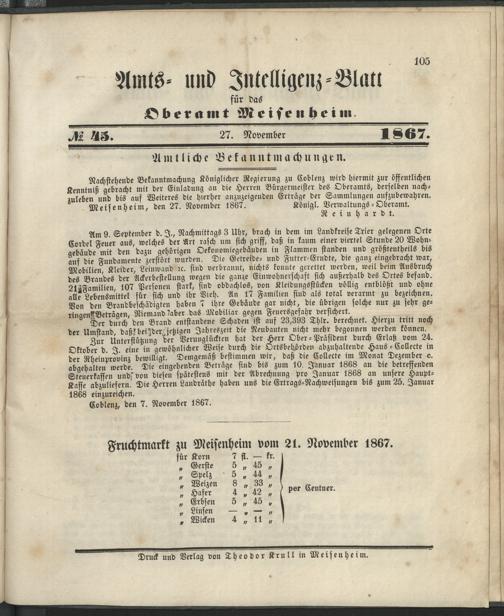 105
Amts- und Intelligenz-Blatt
für das
Oberamt Meisenheim.
№ 45. 27. November 1867.
Amtliche Bekanntmachungen.
Nachstehende Bekanntmachung Königlicher Regierung zu Coblenz wird hiermit zur öffentlichen
Kenntniß gebracht mit der Einladung an die Herren Bürgermeister des Oberamts, derselben nach-
zuleben und bis auf Weiteres die hierher anzuzeigenden Erträge der Sammlungen aufzubewahren.
Meisenheim, den 27. November 1867. Königl. Verwaltungs-Oberamt.
Reinhardt.
Am 9. September d. J., Nachmittags 3 Uhr, brach in dem im Landkreise Trier gelegenen Orte
Cordel Feuer aus, welches der Art rasch um sich griff, daß in kaum einer viertel Stunde 20 Wohn-
gebäude mit den dazu gehörigen Oekonomiegebäuden in Flammen standen und größtentheils bis
auf die Fundamente zerstört wurden. Die Getreide- und Futter-Erndte, die ganz eingebracht war,
Mobilien, Kleider, Leinwand ꝛc. sind verbrannt, nichts konnte gerettet werden, weil beim Ausbruch
des Brandes der Ackerbestellung wegen die ganze Einwohnerschaft sich außerhalb des Ortes befand.
21 Familien, 107 Personen stark, sind obdachlos, von Kleidungsstücken völlig entblößt und ohne
alle Lebensmittel für sich und ihr Vieh. An 17 Familien sind als total verarmt zu bezeichnen.
Von den Brandbeschädigten haben 7 ihre Gebäude gar nicht, die übrigen solche nur zu sehr ge-
ringen Beträgen, Niemand aber das Mobiliar gegen Feuersgefahr versichert.
Der durch den Brand entstandene Schaden ist auf 23,393 Thlr. berechnet. Hierzu tritt noch
der Umstand, daß bei der jetzigen Jahreszeit die Neubauten nicht mehr begonnen werden können.
Zur Unterstützung der Verunglückten hat der Herr Ober-Präsident durch Erlaß vom 24.
Oktober d. J. eine in gewöhnlicher Weise durch die Ortsbehörden abzuhaltende Haus-Collecte in
der Rheinprovinz bewilligt. Demgemäß bestimmen wir, daß die Collecte im Monat Dezember c.
abgehalten werde. Die eingehenden Beträge sind bis zum 10. Januar 1868 an die betreffenden
Steuerkassen und von diesen spätestens mit der Abrechnung pro Januar 1868 an unsere Haupt-
Kasse abzuliefern. Die Herren Landräthe haben uns die Ertrags-Nachweisungen bis zum 25. Januar
1868 einzureichen.
Coblenz, den 7. November 1867.
Fruchtmarkt zu Meisenheim vom 21. November 1867.
für Korn 7 fl. — kr.
„ Gerste 5 „ 45 „
„ Spelz 5 „ 44 „
„ Weizen 8 „ 33 „
„ Hafer 4 „ 42 „ per Centner.
„ Erbsen 5 „ 45 „
„ Linsen — „ — „
„ Wicken 4 „ 11 „
Druck und Verlag von Theodor Krull in Meisenheim.